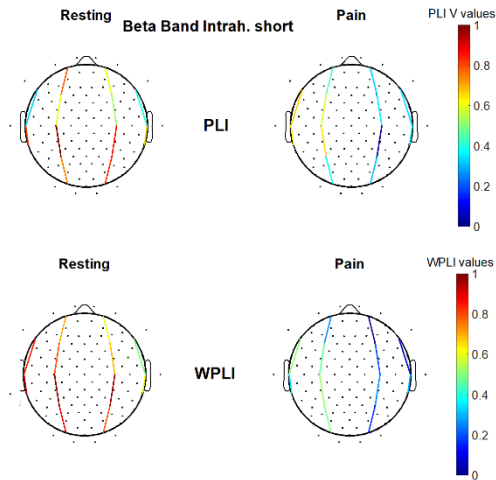 Resting
Beta Band Intrah. short
Pain
PLI V values
PLI
1
0.8
0.6
0.4
0.2
0
Resting
Pain
WPLI values
WPLI
1
0.8
0.6
0.4
0.2
0